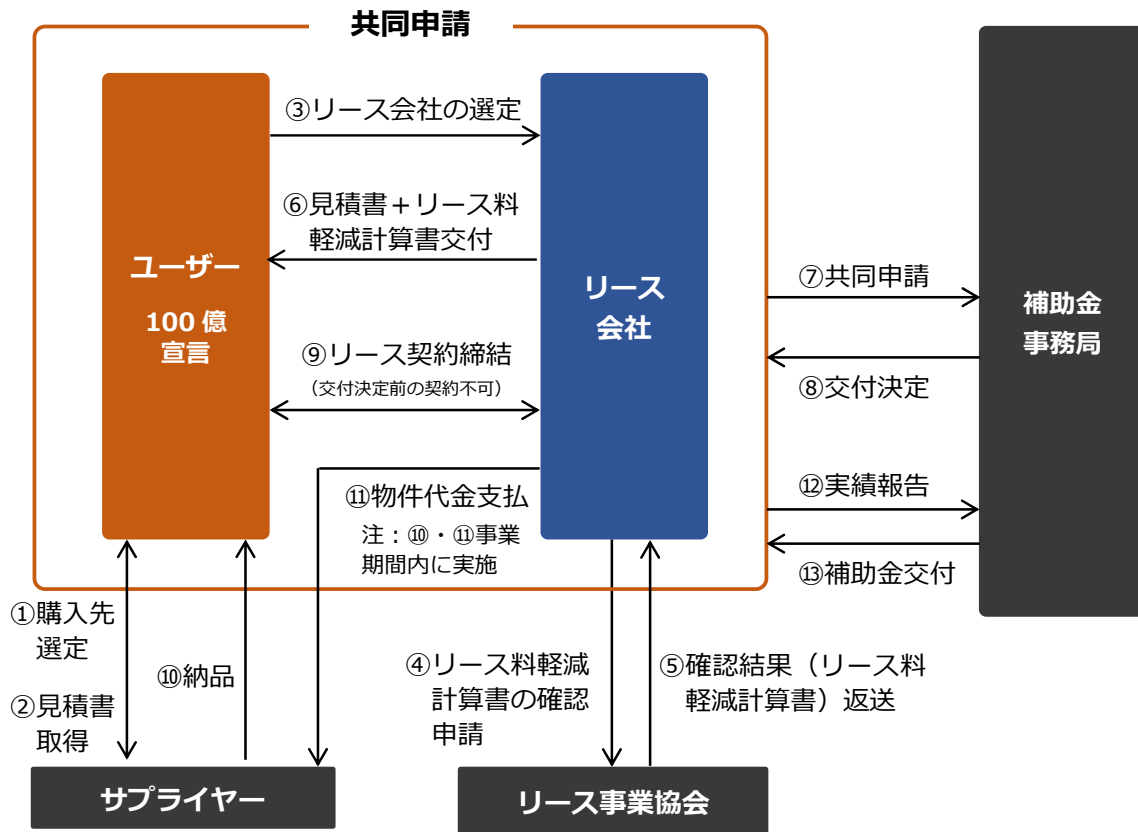 共同申請
③リース会社の選定
⑥見積書＋リース料
軽減計算書交付
ユーザー
100 億
宣言
リース
会社
⑨リース契約締結
（交付決定前の契約不可）
⑦共同申請
補助金
事務局
⑧交付決定
⑪物件代金支払
注：⑩・⑪事業
期間内に実施
⑫実績報告
⑬補助金交付
①購入先
選定
②見積書
取得
⑩納品
④リース料軽減
計算書の確認
申請
⑤確認結果（リース料
軽減計算書）返送
サプライヤー
リース事業協会